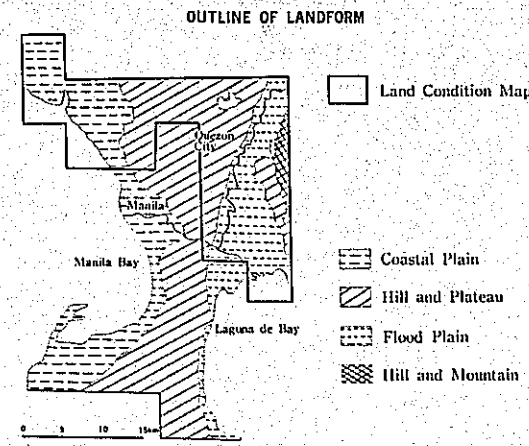 OUTLINE OF LANDFORM
Land Condition Map
Quezon
City
Manila
Manila Bay
Laguna de Bay
Coastal Plain
Hill and Plateau
Flood Plain
Hill and Mountain
0 5 10 15km